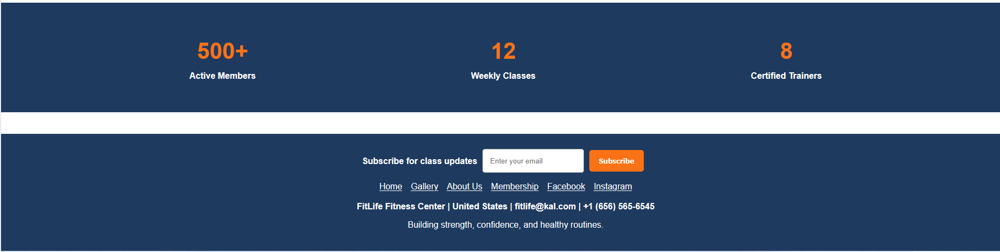 500+ 12 8
Active Members Weekly Classes Certified Trainers
Subscribe for class updates Enter your email Subscribe
Home Gallery About Us Membership Facebook Instagram
FitLife Fitness Center | United States | fitlife@kal.com | +1 (656) 565-6545
Building strength, confidence, and healthy routines.